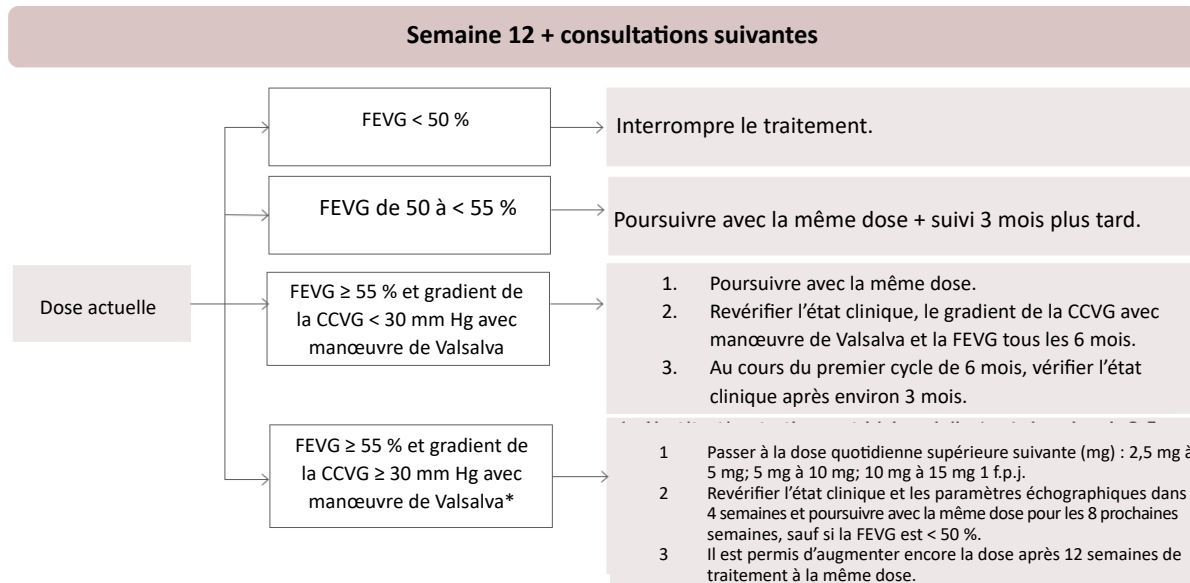 Semaine 12 + consultations suivantes
FEVG < 50 %
Interrompre le traitement.
FEVG de 50 à < 55 %
Poursuivre avec la même dose + suivi 3 mois plus tard.
Dose actuelle
FEVG ≥ 55 % et gradient de
la CCVG < 30 mm Hg avec
manœuvre de Valsalva
1. Poursuivre avec la même dose.
2. Revérifier l’état clinique, le gradient de la CCVG avec
manœuvre de Valsalva et la FEVG tous les 6 mois.
3. Au cours du premier cycle de 6 mois, vérifier l’état
clinique après environ 3 mois.
FEVG ≥ 55 % et gradient de
la CCVG ≥ 30 mm Hg avec
manœuvre de Valsalva*
1 Passer à la dose quotidienne supérieure suivante (mg) : 2,5 mg à
5 mg; 5 mg à 10 mg; 10 mg à 15 mg 1 f.p.j.
2 Revérifier l’état clinique et les paramètres échographiques dans
4 semaines et poursuivre avec la même dose pour les 8 prochaines
semaines, sauf si la FEVG est < 50 %.
3 Il est permis d’augmenter encore la dose après 12 semaines de
traitement à la même dose.